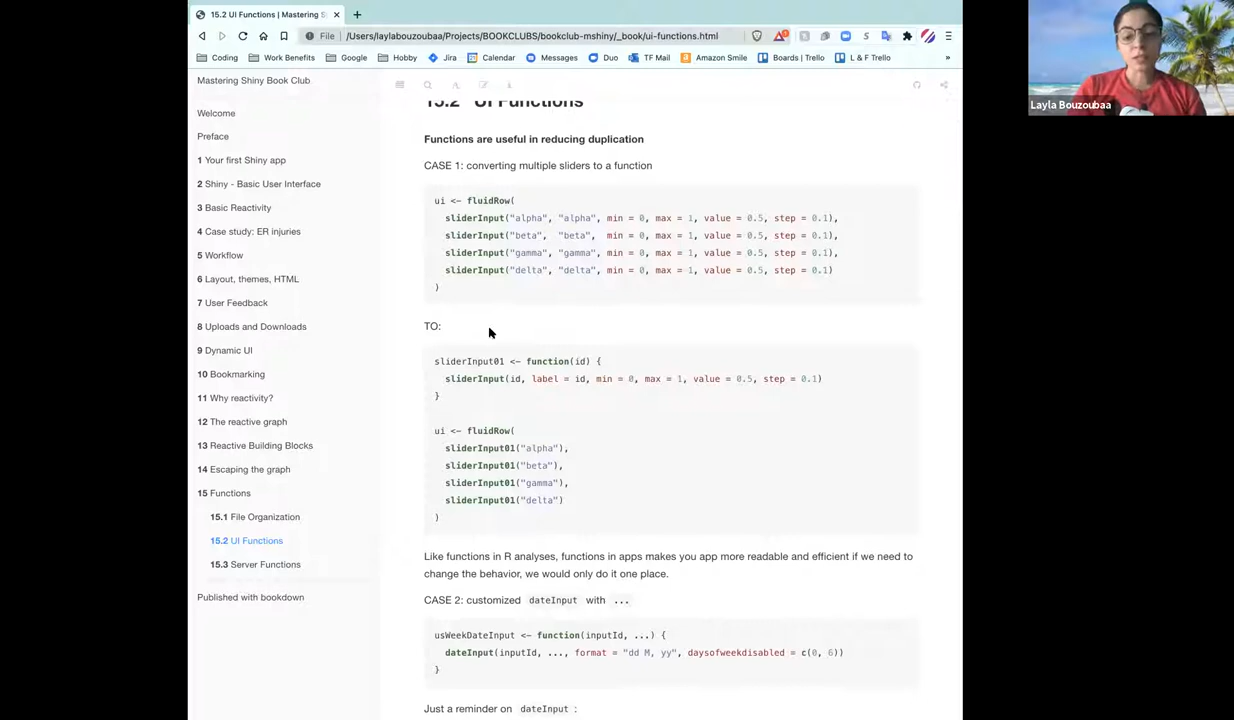 15.2 UI Functions | Mastering S
File /Users/laylabouzoubaa/Projects/BOOKCLUBS/bookclub-mshiny/_book/ui-functions.html
Coding Work Benefits Google Hobby Jira Calendar Messages Duo TF Mail Amazon Smile Boards | Trello L & F Trello »
Mastering Shiny Book Club
Welcome
Preface
1 Your first Shiny app
2 Shiny - Basic User Interface
3 Basic Reactivity
4 Case study: ER injuries
5 Workflow
6 Layout, themes, HTML
7 User Feedback
8 Uploads and Downloads
9 Dynamic UI
10 Bookmarking
11 Why reactivity?
12 The reactive graph
13 Reactive Building Blocks
14 Escaping the graph
15 Functions
15.1 File Organization
15.2 UI Functions
15.3 Server Functions
Published with bookdown
15.2 UI Functions
Functions are useful in reducing duplication
CASE 1: converting multiple sliders to a function
ui <- fluidRow(
sliderInput("alpha", "alpha", min = 0, max = 1, value = 0.5, step = 0.1),
sliderInput("beta",  "beta",  min = 0, max = 1, value = 0.5, step = 0.1),
sliderInput("gamma", "gamma", min = 0, max = 1, value = 0.5, step = 0.1),
sliderInput("delta", "delta", min = 0, max = 1, value = 0.5, step = 0.1)
)
TO:
sliderInput01 <- function(id) {
sliderInput(id, label = id, min = 0, max = 1, value = 0.5, step = 0.1)
}
ui <- fluidRow(
sliderInput01("alpha"),
sliderInput01("beta"),
sliderInput01("gamma"),
sliderInput01("delta")
)
Like functions in R analyses, functions in apps makes you app more readable and efficient if we need to
change the behavior, we would only do it one place.
CASE 2: customized dateInput with ...
usWeekDateInput <- function(inputId, ...) {
dateInput(inputId, ..., format = "dd M, yy", daysofweekdisabled = c(0, 6))
}
Just a reminder on dateInput :
Layla Bouzoubaa